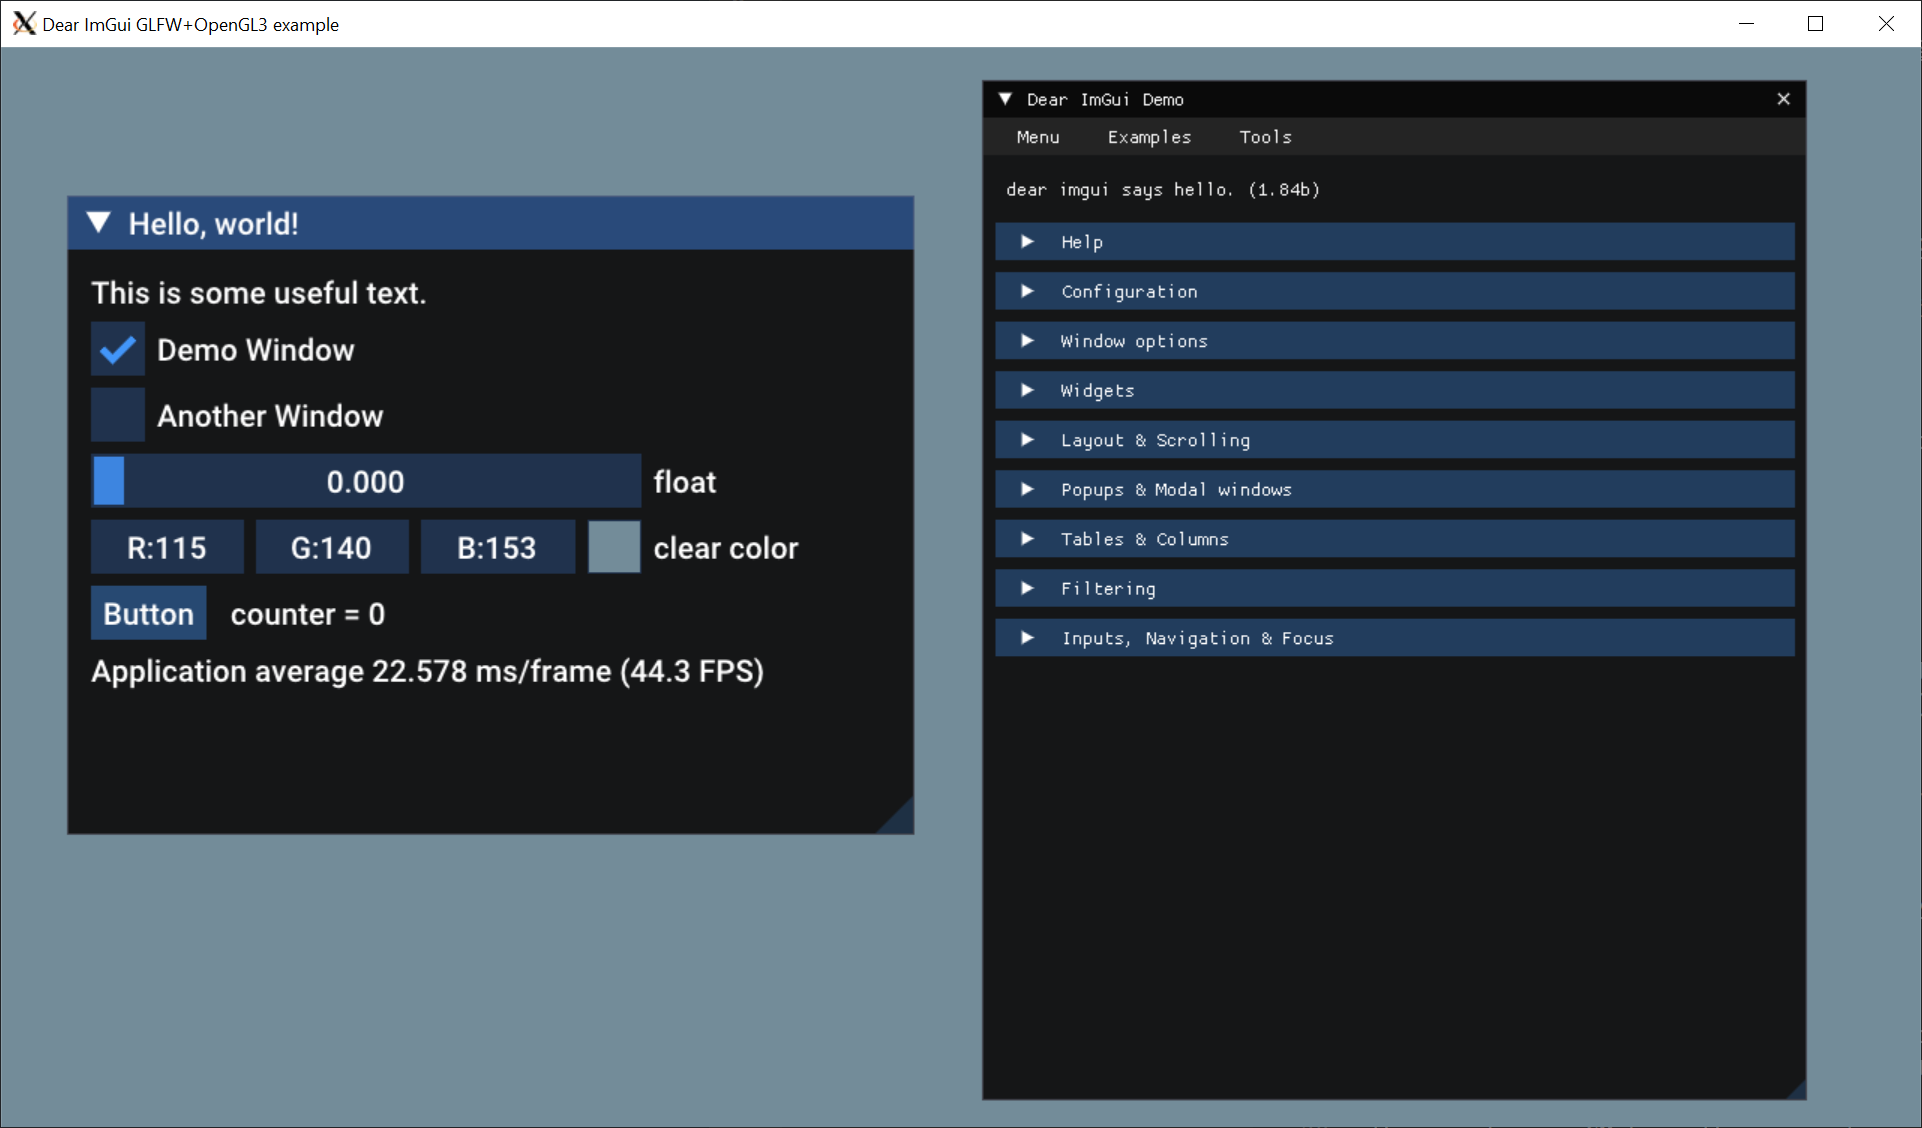 Dear ImGui GLFW+OpenGL3 example
Hello, world!
This is some useful text.
Demo Window
Another Window
0.000 float
R:115 G:140 B:153 clear color
Button counter = 0
Application average 22.578 ms/frame (44.3 FPS)
Dear ImGui Demo
Menu Examples Tools
dear imgui says hello. (1.84b)
Help
Configuration
Window options
Widgets
Layout & Scrolling
Popups & Modal windows
Tables & Columns
Filtering
Inputs, Navigation & Focus